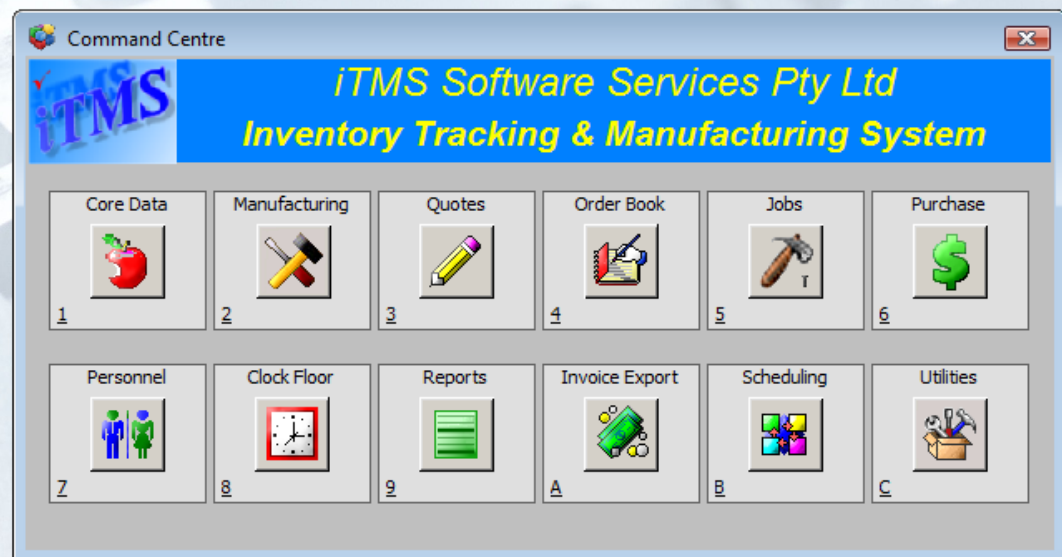 Command Centre
iTMS
iTMS Software Services Pty Ltd
Inventory Tracking & Manufacturing System
Core Data Manufacturing Quotes Order Book Jobs Purchase
T
1 2 3 4 5 6
Personnel Clock Floor Reports Invoice Export Scheduling Utilities
7 8 9 A B C